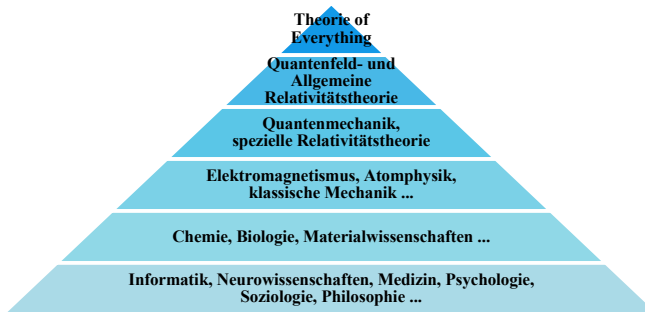 Theorie of
Everything
Quantenfeld- und
Allgemeine
Relativitätstheorie
Quantenmechanik,
spezielle Relativitätstheorie
Elektromagnetismus, Atomphysik,
klassische Mechanik ...
Chemie, Biologie, Materialwissenschaften ...
Informatik, Neurowissenschaften, Medizin, Psychologie,
Soziologie, Philosophie ...